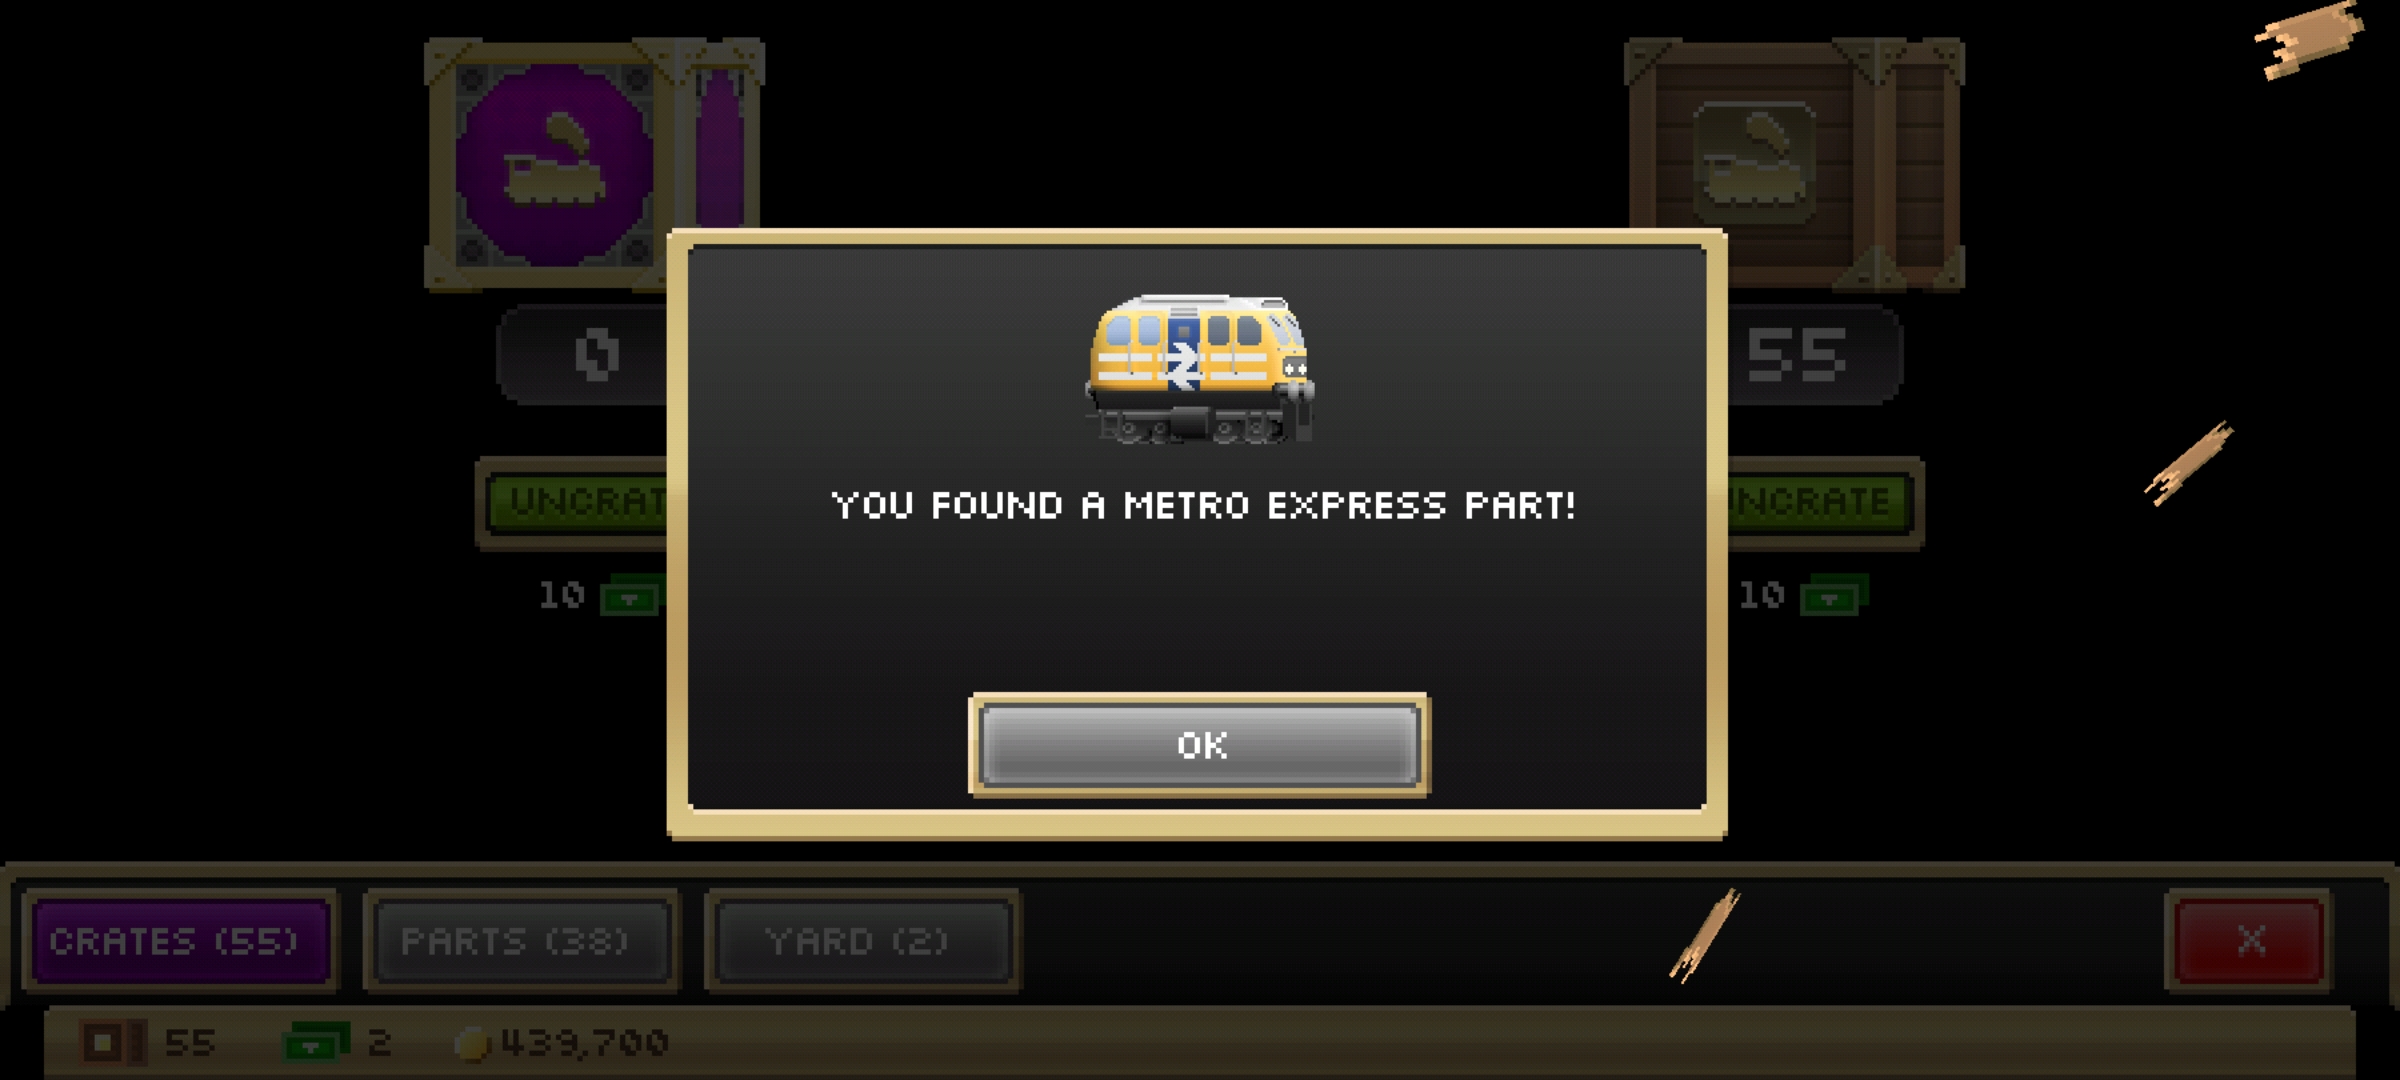 0
55
YOU FOUND A METRO EXPRESS PART!
UNCRAT
NCRATE
10
10
OK
CRATES (55)
PARTS (38)
YARD (2)
X
55
2
439,700